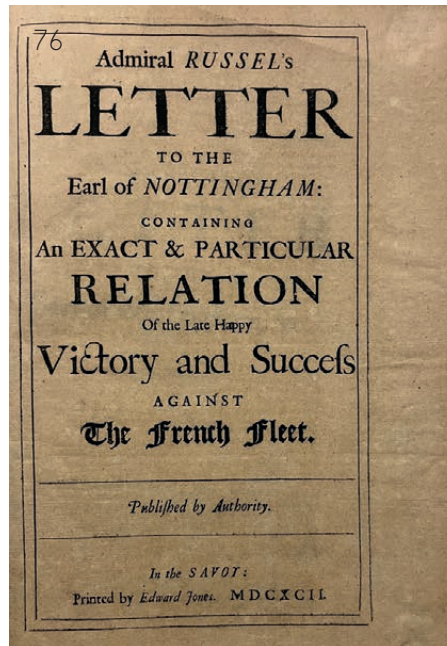 76
Admiral RUSSEL's
LETTER
TO THE
Earl of NOTTINGHAM:
CONTAINING
An EXACT & PARTICULAR
RELATION
Of the Late Happy
Victory and Succeſs
AGAINST
The French Fleet.
Publiſhed by Authority.
In the SAVOY:
Printed by Edward Jones. MDCXCII.